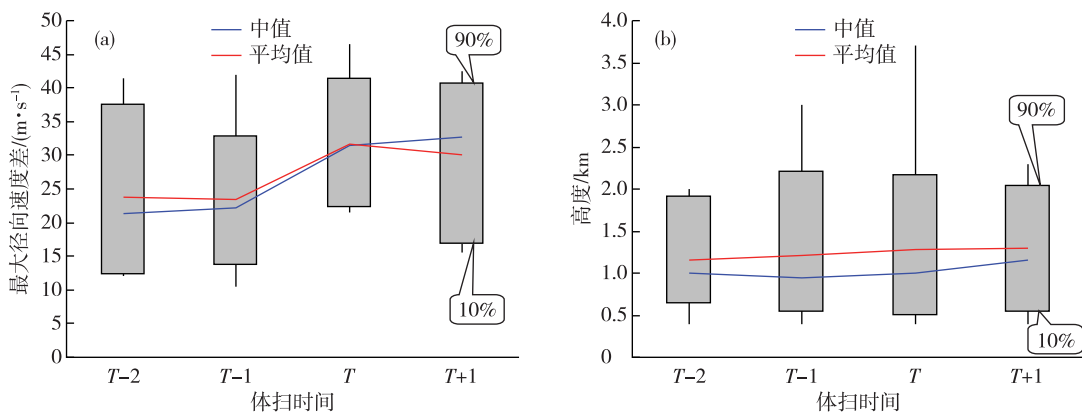 (a)
中值
平均值
90%
10%
最大径向速度差/(m·s⁻¹)
50
45
40
35
30
25
20
15
10
5
0
T−2
T−1
T
T+1
体扫时间
(b)
中值
平均值
90%
10%
高度/km
4.0
3.5
3.0
2.5
2.0
1.5
1.0
0.5
0
T−2
T−1
T
T+1
体扫时间